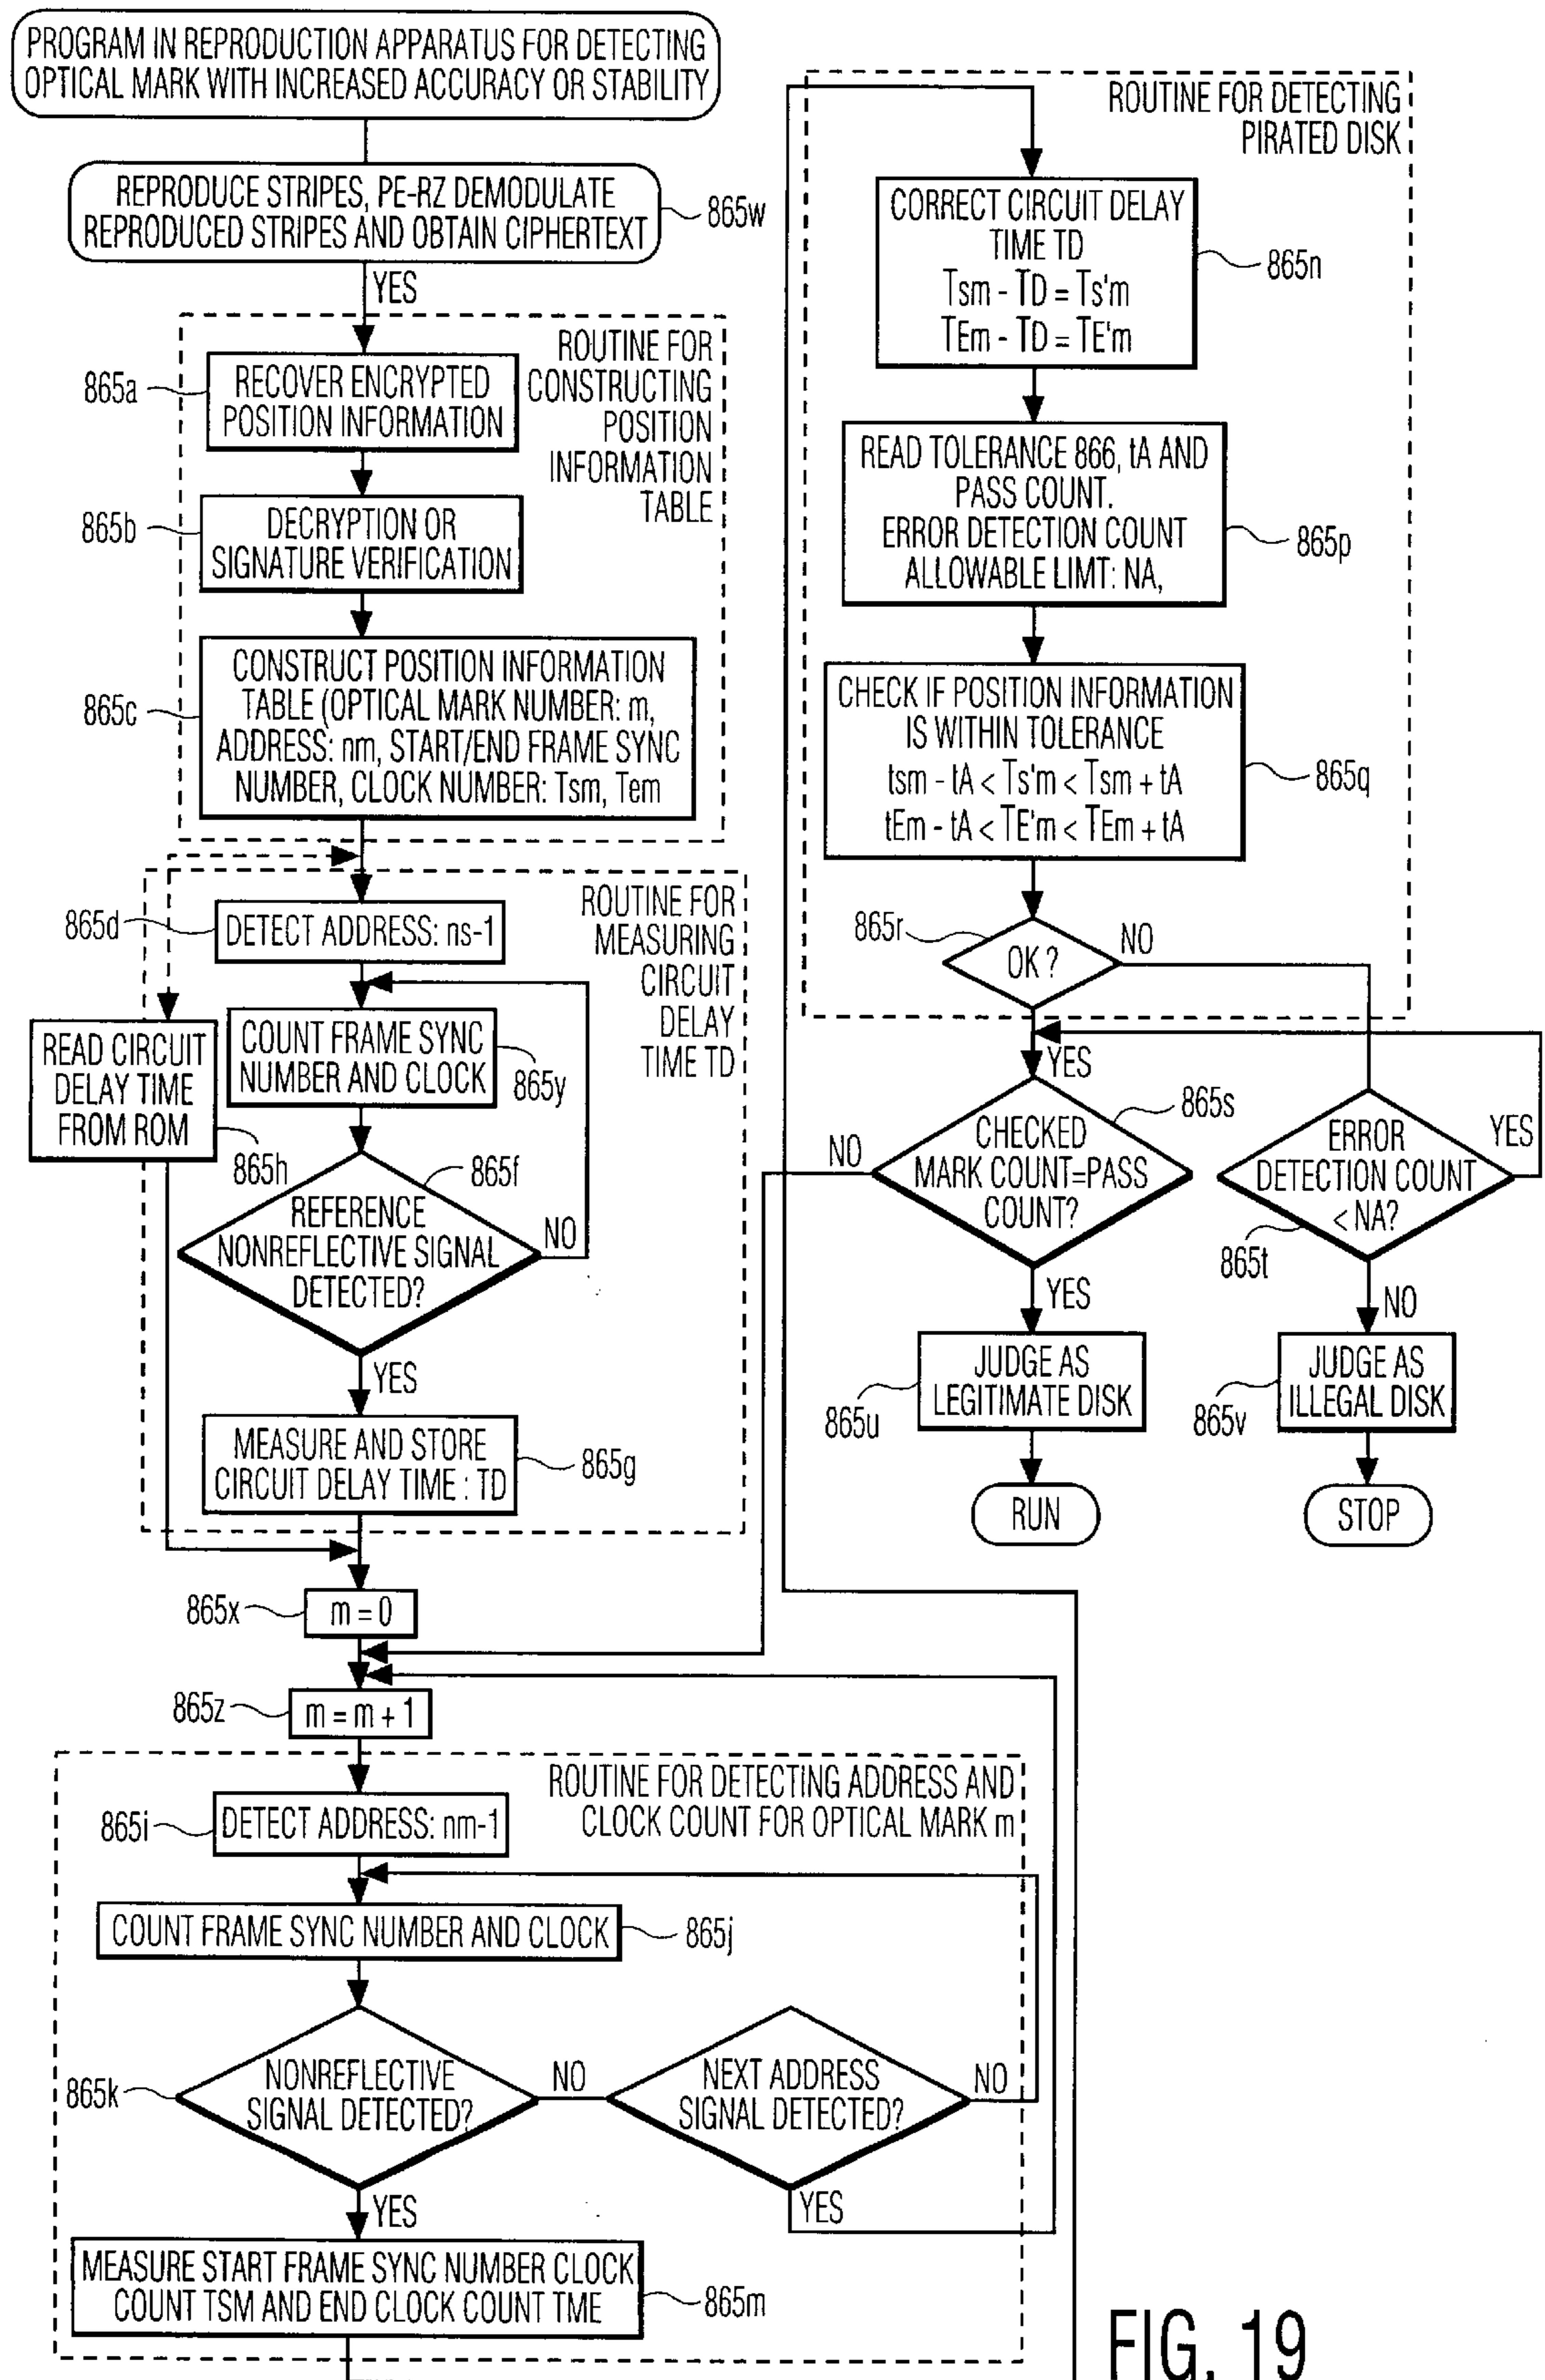 PROGRAM IN REPRODUCTION APPARATUS FOR DETECTING
OPTICAL MARK WITH INCREASED ACCURACY OR STABILITY
REPRODUCE STRIPES, PE-RZ DEMODULATE
REPRODUCED STRIPES AND OBTAIN CIPHERTEXT
865w
YES
ROUTINE FOR
CONSTRUCTING
POSITION
INFORMATION
TABLE
865a
RECOVER ENCRYPTED
POSITION INFORMATION
865b
DECRYPTION OR
SIGNATURE VERIFICATION
865c
CONSTRUCT POSITION INFORMATION
TABLE (OPTICAL MARK NUMBER: m,
ADDRESS: nm, START/END FRAME SYNC
NUMBER, CLOCK NUMBER: Tsm, Tem
ROUTINE FOR
MEASURING
CIRCUIT
DELAY
TIME TD
865d
DETECT ADDRESS: ns-1
READ CIRCUIT
DELAY TIME
FROM ROM
865h
COUNT FRAME SYNC
NUMBER AND CLOCK
865y
865f
REFERENCE
NONREFLECTIVE SIGNAL
DETECTED?
NO
YES
MEASURE AND STORE
CIRCUIT DELAY TIME : TD
865g
865x
m = 0
865z
m = m + 1
ROUTINE FOR DETECTING ADDRESS AND
CLOCK COUNT FOR OPTICAL MARK m
865i
DETECT ADDRESS: nm-1
COUNT FRAME SYNC NUMBER AND CLOCK
865j
865k
NONREFLECTIVE
SIGNAL DETECTED?
NO
NEXT ADDRESS
SIGNAL DETECTED?
NO
YES
YES
MEASURE START FRAME SYNC NUMBER CLOCK
COUNT TSM AND END CLOCK COUNT TME
865m
ROUTINE FOR DETECTING
PIRATED DISK
CORRECT CIRCUIT DELAY
TIME TD
Tsm - TD = Ts'm
TEm - TD = TE'm
865n
READ TOLERANCE 866, tA AND
PASS COUNT.
ERROR DETECTION COUNT
ALLOWABLE LIMT: NA,
865p
CHECK IF POSITION INFORMATION
IS WITHIN TOLERANCE
tsm - tA < Ts'm < Tsm + tA
tEm - tA < TE'm < TEm + tA
865q
865r
OK ?
NO
YES
865s
CHECKED
MARK COUNT=PASS
COUNT?
NO
YES
ERROR
DETECTION COUNT
< NA?
YES
865t
NO
JUDGE AS
LEGITIMATE DISK
865u
JUDGE AS
ILLEGAL DISK
865v
RUN
STOP
FIG. 19